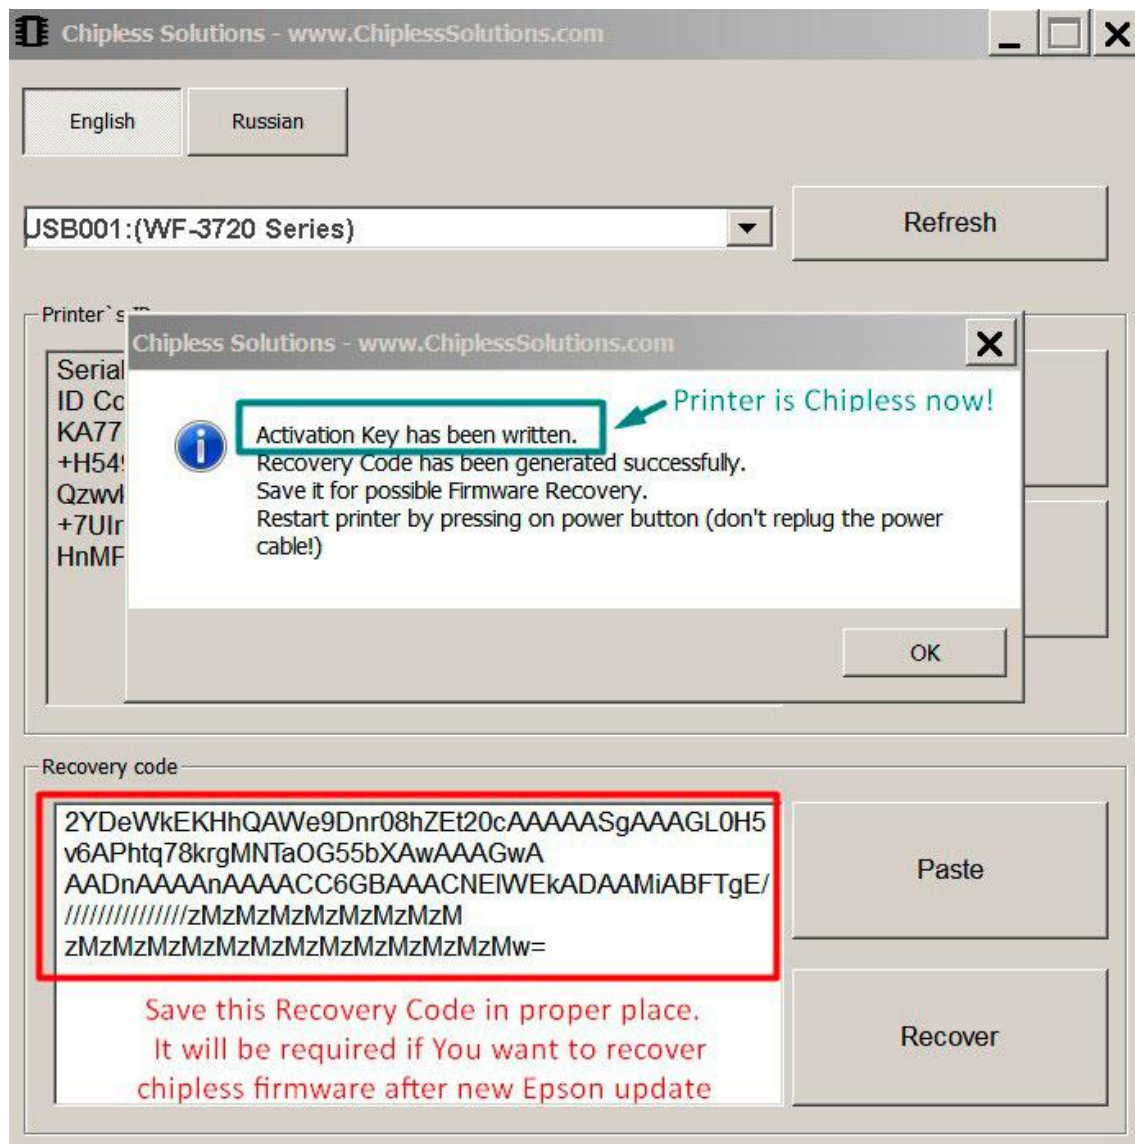 Chipless Solutions - www.ChiplessSolutions.com
English
Russian
USB001:(WF-3720 Series)
Refresh
Printer`s
Chipless Solutions - www.ChiplessSolutions.com
Serial
ID Co
KA77
+H549
Qzwvk
+7UIr
HnMF
Printer is Chipless now!
Activation Key has been written.
Recovery Code has been generated successfully.
Save it for possible Firmware Recovery.
Restart printer by pressing on power button (don't replug the power
cable!)
OK
Recovery code
2YDeWkEKHhQAWe9Dnr08hZEt20cAAAAASgAAAGL0H5
v6APhtq78krgMNTaOG55bXAwAAAGwA
AADnAAAAnAAAACC6GBAAACNElWEkADAAMiABFTgE/
///////////////zMzMzMzMzMzMzMzM
zMzMzMzMzMzMzMzMzMzMzMzMzMzMw=
Paste
Save this Recovery Code in proper place.
It will be required if You want to recover
chipless firmware after new Epson update
Recover